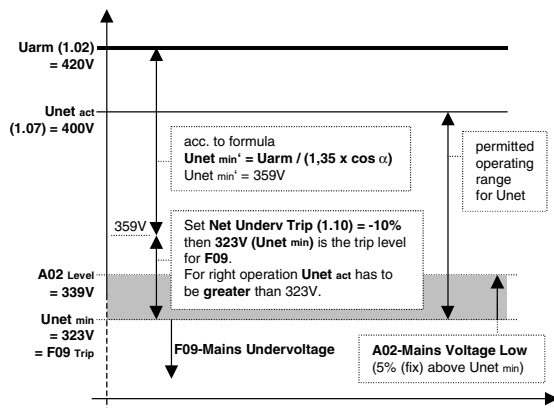 Uarm (1.02)
= 420V
Unet act
(1.07) = 400V
acc. to formula
Unet min‘ = Uarm / (1,35 x cos α)
Unet min‘ = 359V
permitted
operating
range
for Unet
359V
Set Net Underv Trip (1.10) = -10%
then 323V (Unet min) is the trip level
for F09.
For right operation Unet act has to
be greater than 323V.
A02 Level
= 339V
Unet min
= 323V
= F09 Trip
F09-Mains Undervoltage
A02-Mains Voltage Low
(5% (fix) above Unet min)